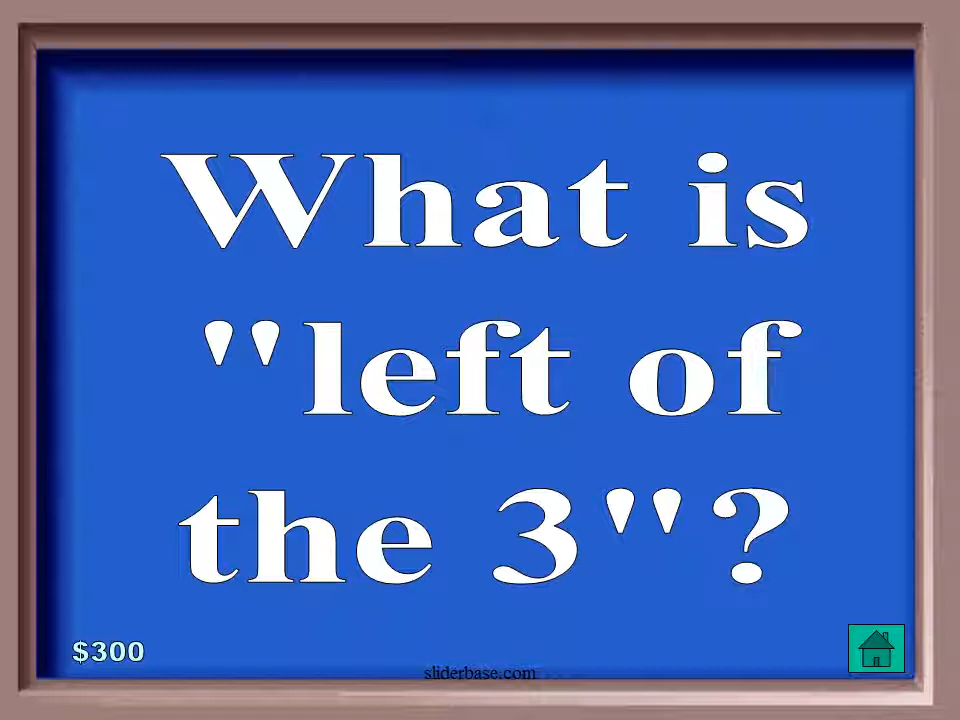 What is
"left of
the 3"?
$300
sliderbase.com